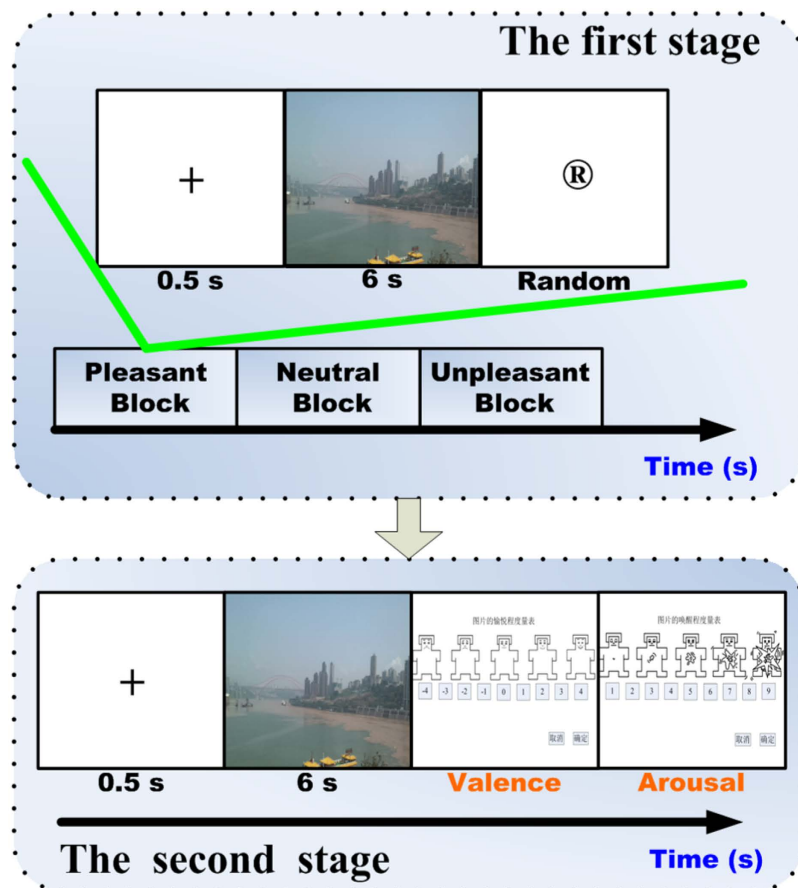 The first stage
+
®
0.5 s
6 s
Random
Pleasant Block
Neutral Block
Unpleasant Block
Time (s)
+
图片的愉悦程度量表
-4 -3 -2 -1 0 1 2 3 4
取消 确定
图片的唤醒程度量表
1 2 3 4 5 6 7 8 9
取消 确定
0.5 s
6 s
Valence
Arousal
The second stage
Time (s)